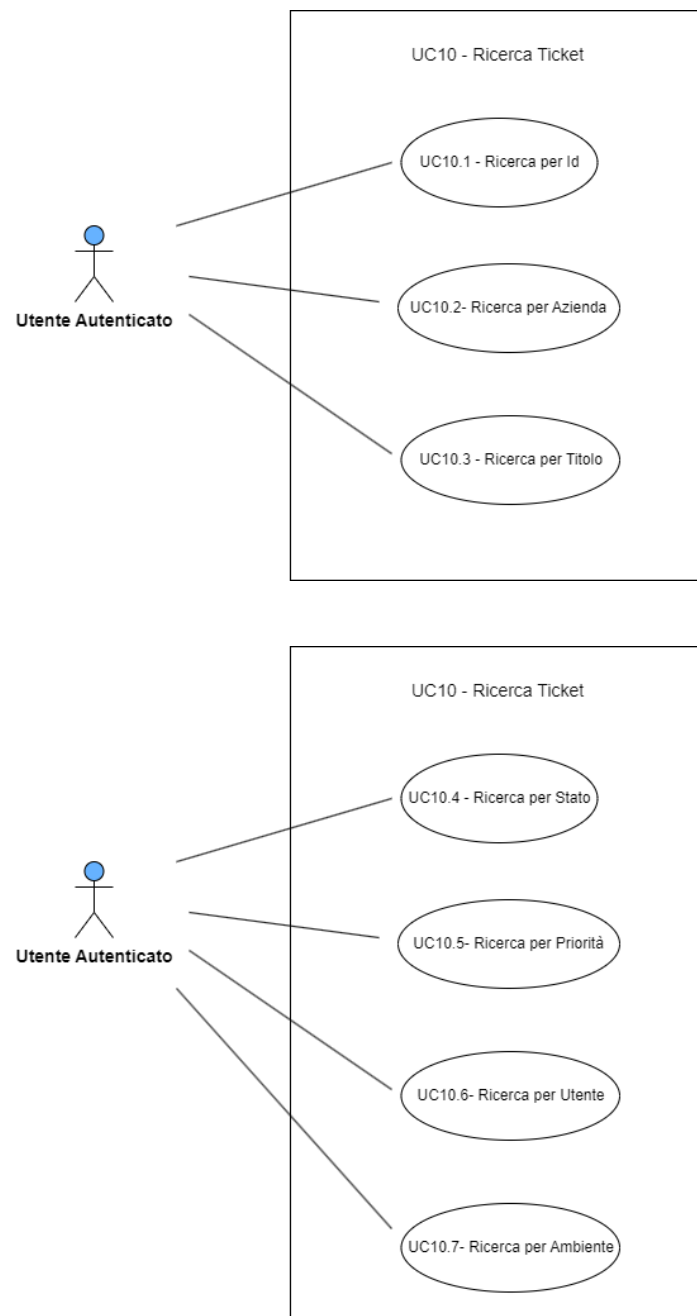 UC10 - Ricerca Ticket
UC10.1 - Ricerca per Id
UC10.2- Ricerca per Azienda
Utente Autenticato
UC10.3 - Ricerca per Titolo
UC10 - Ricerca Ticket
UC10.4 - Ricerca per Stato
UC10.5- Ricerca per Priorità
Utente Autenticato
UC10.6- Ricerca per Utente
UC10.7- Ricerca per Ambiente